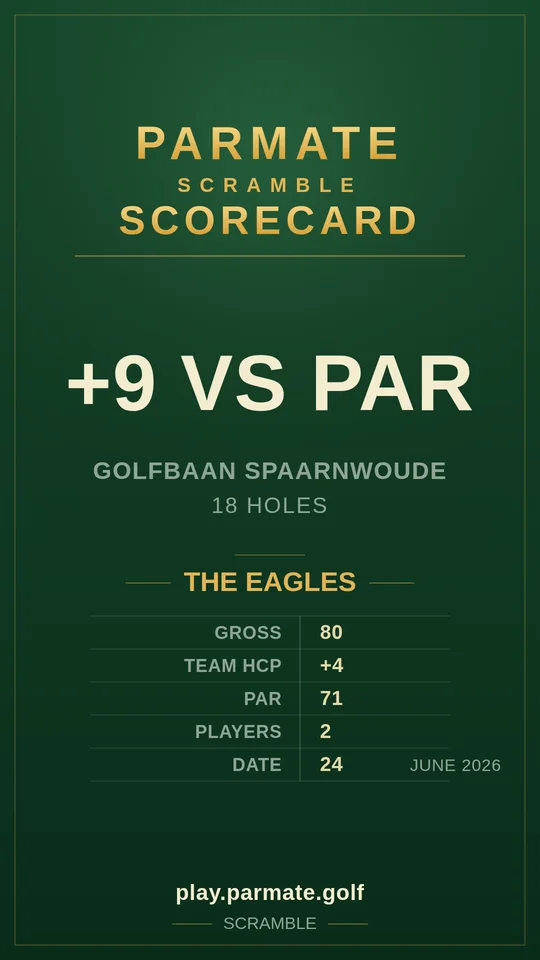 PARMATE
SCRAMBLE
SCORECARD
+9 VS PAR
GOLFBAAN SPAARNWOUDE
18 HOLES
THE EAGLES
GROSS 80
TEAM HCP +4
PAR 71
PLAYERS 2
DATE 24 JUNE 2026
play.parmate.golf
SCRAMBLE